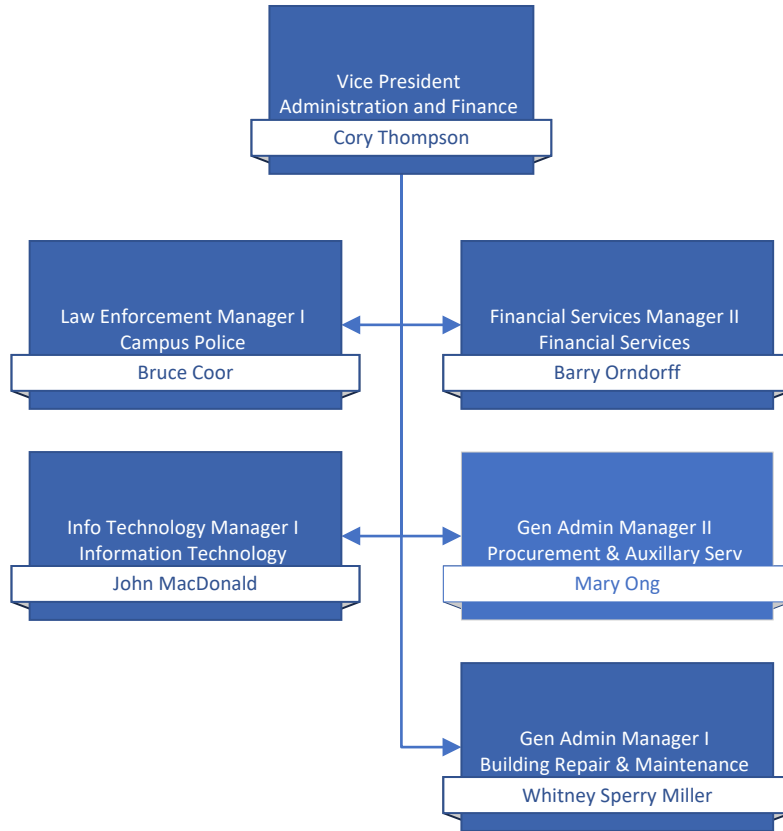 Vice President
Administration and Finance
Cory Thompson
Law Enforcement Manager I
Campus Police
Bruce Coor
Financial Services Manager II
Financial Services
Barry Orndorff
Info Technology Manager I
Information Technology
John MacDonald
Gen Admin Manager II
Procurement & Auxillary Serv
Mary Ong
Gen Admin Manager I
Building Repair & Maintenance
Whitney Sperry Miller